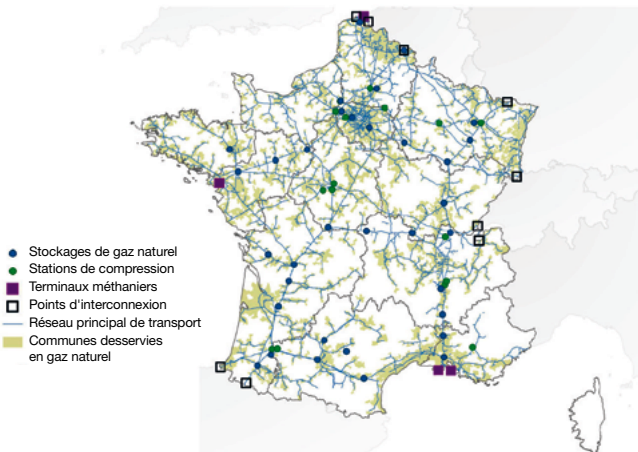 Stockages de gaz naturel
Stations de compression
Terminaux méthaniers
Points d'interconnexion
Réseau principal de transport
Communes desservies
en gaz naturel